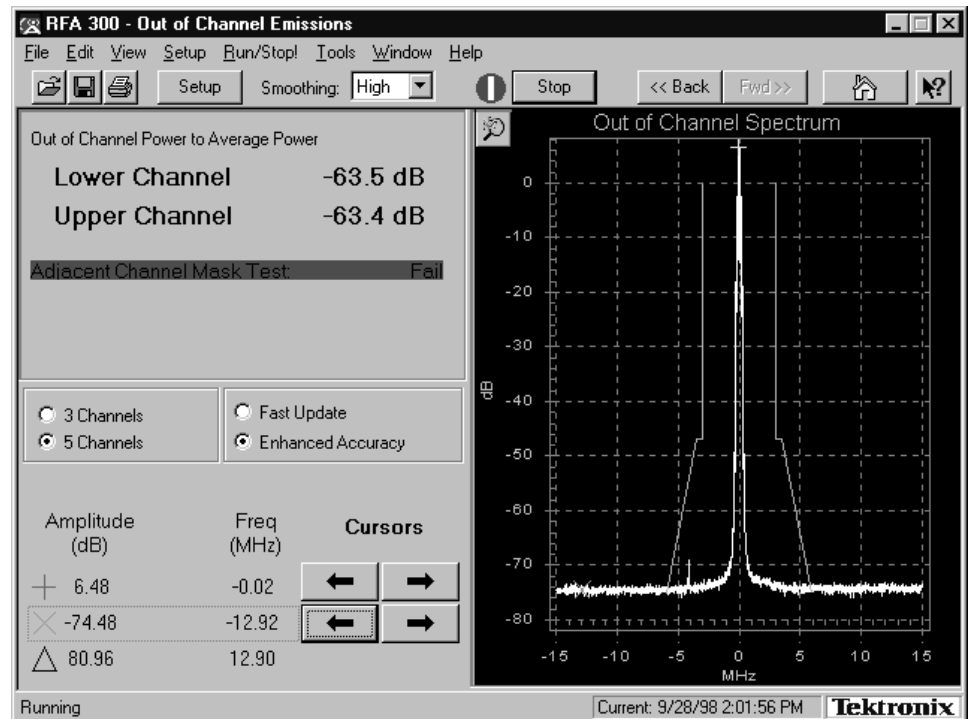 RFA 300 - Out of Channel Emissions
File Edit View Setup Run/Stop! Tools Window Help
Setup Smoothing: High Stop << Back Fwd >>
Out of Channel Power to Average Power
Lower Channel -63.5 dB
Upper Channel -63.4 dB
Adjacent Channel Mask Test: Fail
3 Channels
5 Channels
Fast Update
Enhanced Accuracy
Amplitude (dB) Freq (MHz) Cursors
6.48 -0.02
-74.48 -12.92
80.96 12.90
Out of Channel Spectrum
0
-10
-20
-30
dB
-40
-50
-60
-70
-80
-15 -10 -5 0 5 10 15
MHz
Running Current: 9/28/98 2:01:56 PM Tektronix